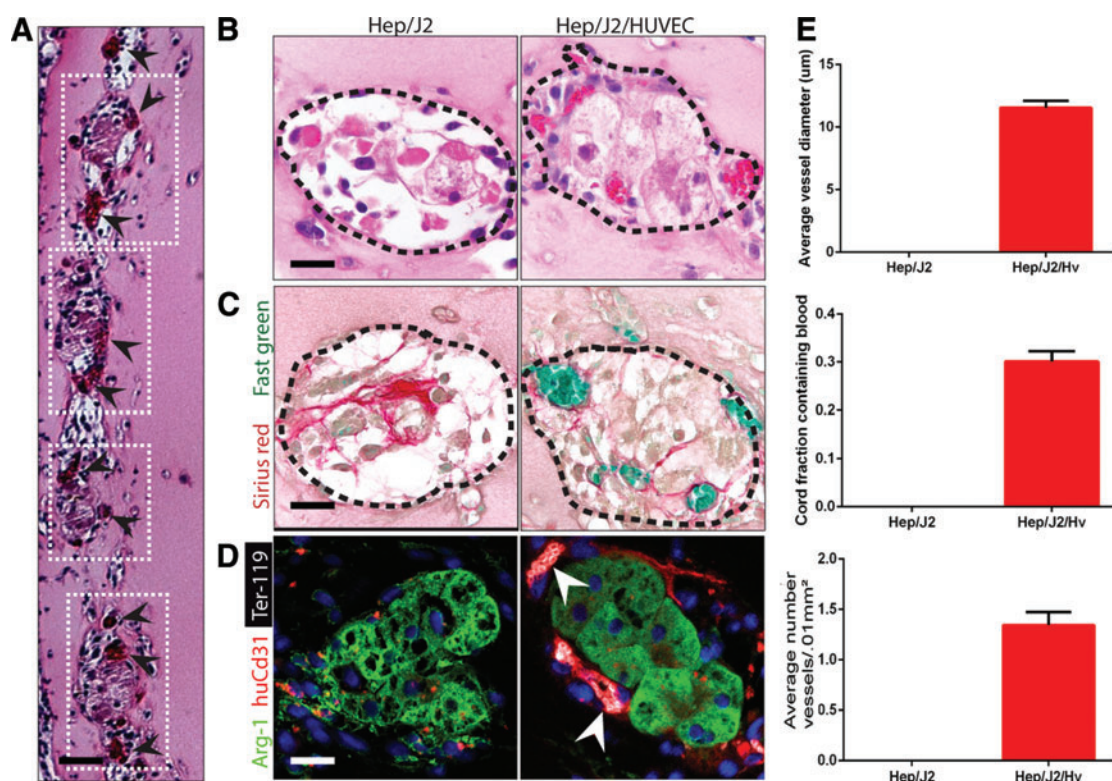 A
B
Hep/J2
Hep/J2/HUVEC
C
Sirius red Fast green
D
Arg-1 huCd31 Ter-119
E
Average vessel diameter (um)
15
10
5
0
Hep/J2
Hep/J2/Hv
Cord fraction containing blood
0.4
0.3
0.2
0.1
0.0
Hep/J2
Hep/J2/Hv
Average number
vessels/.01mm²
2.0
1.5
1.0
0.5
0.0
Hep/J2
Hep/J2/Hv